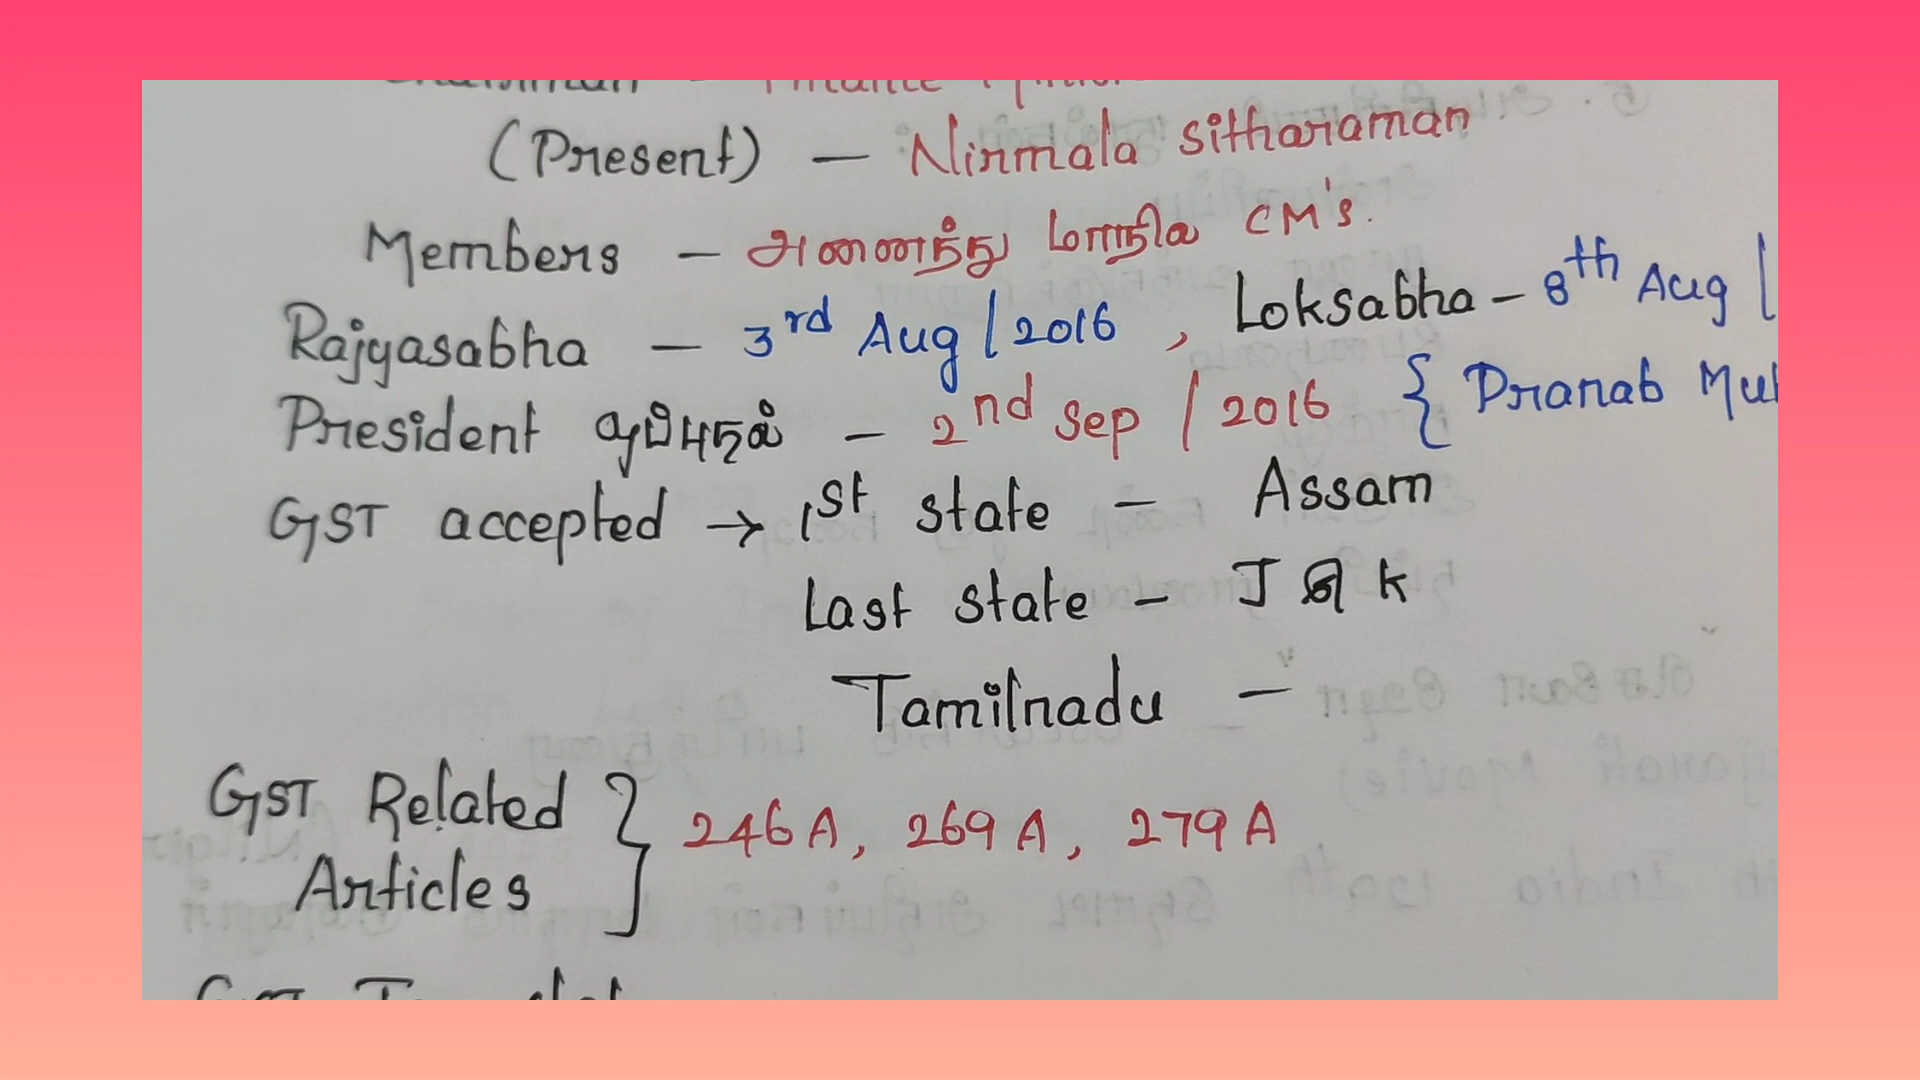 (Present) – Nirmala Sitharaman
Members – அனைத்து மாநில CM's.
Rajyasabha – 3rd Aug / 2016 , Loksabha – 8th Aug /
President ஒப்புதல் – 2nd Sep / 2016 { Pranab
GST accepted → 1st state – Assam
Last state – J & K
Tamilnadu –
GST Related Articles } 246 A, 269 A, 279 A